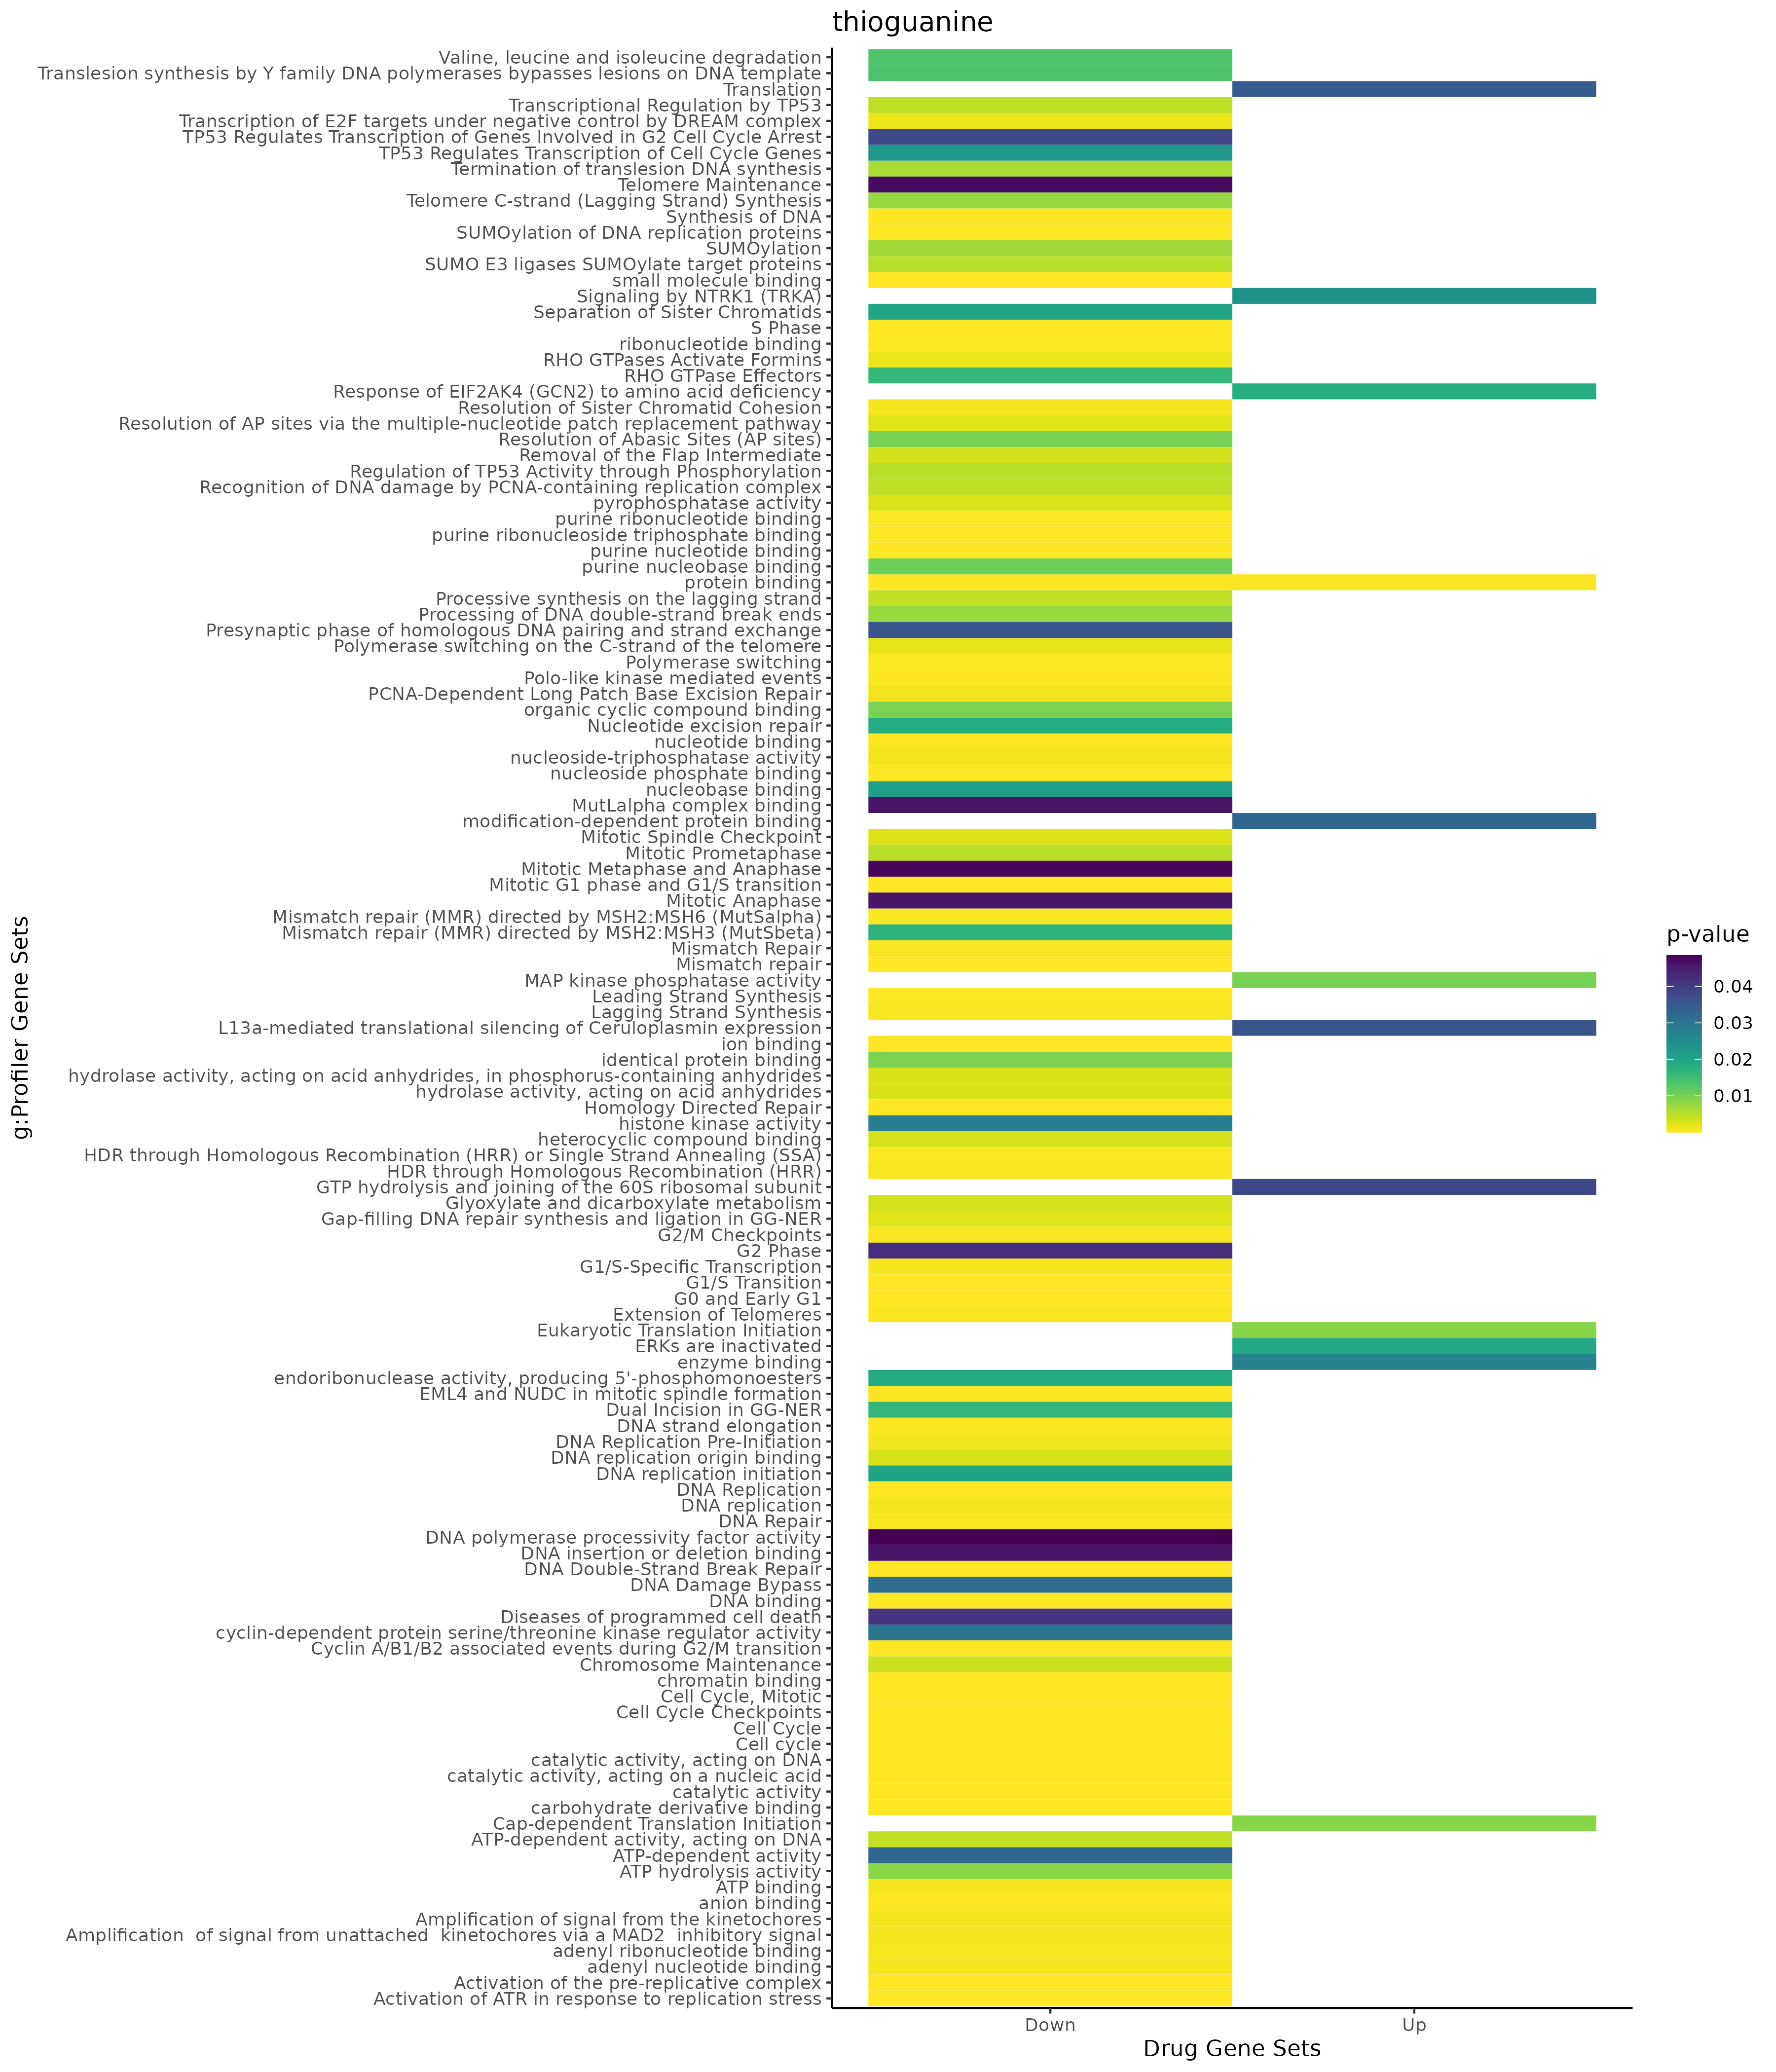 thioguanine
Valine, leucine and isoleucine degradation
Translesion synthesis by Y family DNA polymerases bypasses lesions on DNA template
Translation
Transcriptional Regulation by TP53
Transcription of E2F targets under negative control by DREAM complex
TP53 Regulates Transcription of Genes Involved in G2 Cell Cycle Arrest
TP53 Regulates Transcription of Cell Cycle Genes
Termination of translesion DNA synthesis
Telomere Maintenance
Telomere C-strand (Lagging Strand) Synthesis
Synthesis of DNA
SUMOylation of DNA replication proteins
SUMOylation
SUMO E3 ligases SUMOylate target proteins
small molecule binding
Signaling by NTRK1 (TRKA)
Separation of Sister Chromatids
S Phase
ribonucleotide binding
RHO GTPases Activate Formins
RHO GTPase Effectors
Response of EIF2AK4 (GCN2) to amino acid deficiency
Resolution of Sister Chromatid Cohesion
Resolution of AP sites via the multiple-nucleotide patch replacement pathway
Resolution of Abasic Sites (AP sites)
Removal of the Flap Intermediate
Regulation of TP53 Activity through Phosphorylation
Recognition of DNA damage by PCNA-containing replication complex
pyrophosphatase activity
purine ribonucleotide binding
purine ribonucleoside triphosphate binding
purine nucleotide binding
purine nucleobase binding
protein binding
Processive synthesis on the lagging strand
Processing of DNA double-strand break ends
Presynaptic phase of homologous DNA pairing and strand exchange
Polymerase switching on the C-strand of the telomere
Polymerase switching
Polo-like kinase mediated events
PCNA-Dependent Long Patch Base Excision Repair
organic cyclic compound binding
Nucleotide excision repair
nucleotide binding
nucleoside-triphosphatase activity
nucleoside phosphate binding
nucleobase binding
MutLalpha complex binding
modification-dependent protein binding
Mitotic Spindle Checkpoint
Mitotic Prometaphase
Mitotic Metaphase and Anaphase
Mitotic G1 phase and G1/S transition
Mitotic Anaphase
Mismatch repair (MMR) directed by MSH2:MSH6 (MutSalpha)
Mismatch repair (MMR) directed by MSH2:MSH3 (MutSbeta)
Mismatch Repair
Mismatch repair
MAP kinase phosphatase activity
Leading Strand Synthesis
Lagging Strand Synthesis
L13a-mediated translational silencing of Ceruloplasmin expression
ion binding
identical protein binding
hydrolase activity, acting on acid anhydrides, in phosphorus-containing anhydrides
hydrolase activity, acting on acid anhydrides
Homology Directed Repair
histone kinase activity
heterocyclic compound binding
HDR through Homologous Recombination (HRR) or Single Strand Annealing (SSA)
HDR through Homologous Recombination (HRR)
GTP hydrolysis and joining of the 60S ribosomal subunit
Glyoxylate and dicarboxylate metabolism
Gap-filling DNA repair synthesis and ligation in GG-NER
G2/M Checkpoints
G2 Phase
G1/S-Specific Transcription
G1/S Transition
G0 and Early G1
Extension of Telomeres
Eukaryotic Translation Initiation
ERKs are inactivated
enzyme binding
endoribonuclease activity, producing 5'-phosphomonoesters
EML4 and NUDC in mitotic spindle formation
Dual Incision in GG-NER
DNA strand elongation
DNA Replication Pre-Initiation
DNA replication origin binding
DNA replication initiation
DNA Replication
DNA replication
DNA Repair
DNA polymerase processivity factor activity
DNA insertion or deletion binding
DNA Double-Strand Break Repair
DNA Damage Bypass
DNA binding
Diseases of programmed cell death
cyclin-dependent protein serine/threonine kinase regulator activity
Cyclin A/B1/B2 associated events during G2/M transition
Chromosome Maintenance
chromatin binding
Cell Cycle, Mitotic
Cell Cycle Checkpoints
Cell Cycle
Cell cycle
catalytic activity, acting on DNA
catalytic activity, acting on a nucleic acid
catalytic activity
carbohydrate derivative binding
Cap-dependent Translation Initiation
ATP-dependent activity, acting on DNA
ATP-dependent activity
ATP hydrolysis activity
ATP binding
anion binding
Amplification of signal from the kinetochores
Amplification  of signal from unattached  kinetochores via a MAD2  inhibitory signal
adenyl ribonucleotide binding
adenyl nucleotide binding
Activation of the pre-replicative complex
Activation of ATR in response to replication stress
g:Profiler Gene Sets
Down
Up
Drug Gene Sets
p-value
0.04
0.03
0.02
0.01